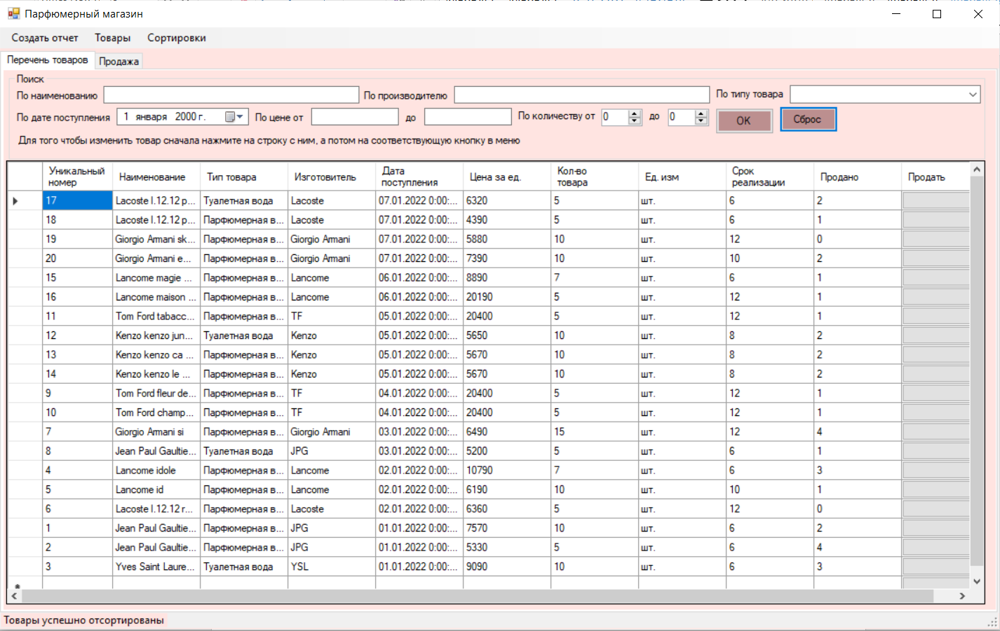 Парфюмерный магазин
Создать отчет Товары Сортировки
Перечень товаров Продажа
Поиск
По наименованию По производителю По типу товара
По дате поступления 1 января 2000 г. По цене от до По количеству от 0 до 0 OK Сброс
Для того чтобы изменить товар сначала нажмите на строку с ним, а потом на соответствующую кнопку в меню
Уникальный номер Наименование Тип товара Изготовитель Дата поступления Цена за ед. Кол-во товара Ед. изм Срок реализации Продано Продать
17 Lacoste l.12.12 p... Туалетная вода Lacoste 07.01.2022 0:00:... 6320 5 шт. 6 2
18 Lacoste l.12.12 p... Парфюмерная в... Lacoste 07.01.2022 0:00:... 4390 5 шт. 6 1
19 Giorgio Armani sk... Парфюмерная в... Giorgio Armani 07.01.2022 0:00:... 5880 10 шт. 12 0
20 Giorgio Armani e... Парфюмерная в... Giorgio Armani 07.01.2022 0:00:... 7390 10 шт. 10 2
15 Lancome magie ... Парфюмерная в... Lancome 06.01.2022 0:00:... 8890 7 шт. 6 1
16 Lancome maison ... Парфюмерная в... Lancome 06.01.2022 0:00:... 20190 5 шт. 12 1
11 Tom Ford tabacc... Парфюмерная в... TF 05.01.2022 0:00:... 20400 5 шт. 12 1
12 Kenzo kenzo jun... Туалетная вода Kenzo 05.01.2022 0:00:... 5650 10 шт. 8 2
13 Kenzo kenzo ca ... Парфюмерная в... Kenzo 05.01.2022 0:00:... 5670 10 шт. 8 2
14 Kenzo kenzo le ... Парфюмерная в... Kenzo 05.01.2022 0:00:... 5670 10 шт. 8 2
9 Tom Ford fleur de... Парфюмерная в... TF 04.01.2022 0:00:... 20400 5 шт. 12 1
10 Tom Ford champ... Парфюмерная в... TF 04.01.2022 0:00:... 20400 5 шт. 12 1
7 Giorgio Armani si Парфюмерная в... Giorgio Armani 03.01.2022 0:00:... 6490 15 шт. 12 4
8 Jean Paul Gaultie... Туалетная вода JPG 03.01.2022 0:00:... 5200 5 шт. 6 1
4 Lancome idole Парфюмерная в... Lancome 02.01.2022 0:00:... 10790 7 шт. 6 3
5 Lancome id Парфюмерная в... Lancome 02.01.2022 0:00:... 6190 10 шт. 10 1
6 Lacoste l.12.12 r... Парфюмерная в... Lacoste 02.01.2022 0:00:... 6360 5 шт. 12 0
1 Jean Paul Gaultie... Парфюмерная в... JPG 01.01.2022 0:00:... 7570 10 шт. 6 2
2 Jean Paul Gaultie... Парфюмерная в... JPG 01.01.2022 0:00:... 5330 5 шт. 6 4
3 Yves Saint Laure... Туалетная вода YSL 01.01.2022 0:00:... 9090 10 шт. 6 3
Товары успешно отсортированы